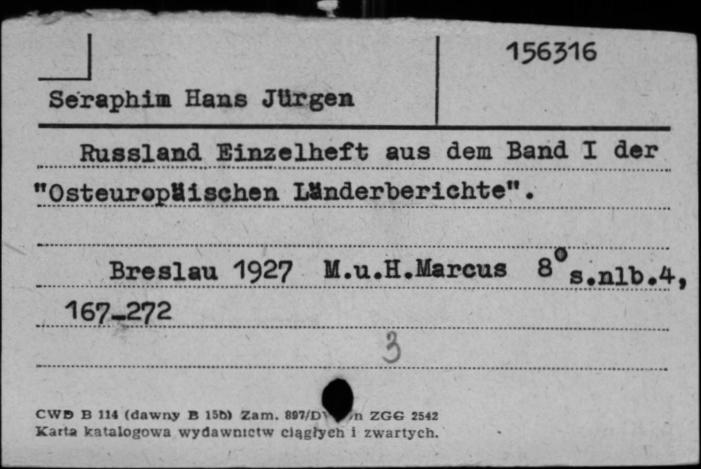 156316
Seraphim Hans Jürgen
Russland Einzelheft aus dem Band I der
"Osteuropäischen Länderberichte".
Breslau 1927 M.u.H.Marcus 8° s.nlb.4,
167-272
3
CWD B 114 (dawny B 15b) Zam. 897/D n ZGG 2542
Karta katalogowa wydawnictw ciągłych i zwartych.